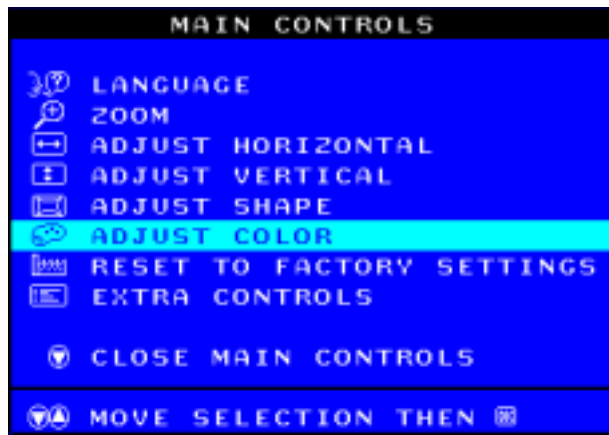 MAIN CONTROLS
LANGUAGE
ZOOM
ADJUST HORIZONTAL
ADJUST VERTICAL
ADJUST SHAPE
ADJUST COLOR
RESET TO FACTORY SETTINGS
EXTRA CONTROLS
CLOSE MAIN CONTROLS
MOVE SELECTION THEN